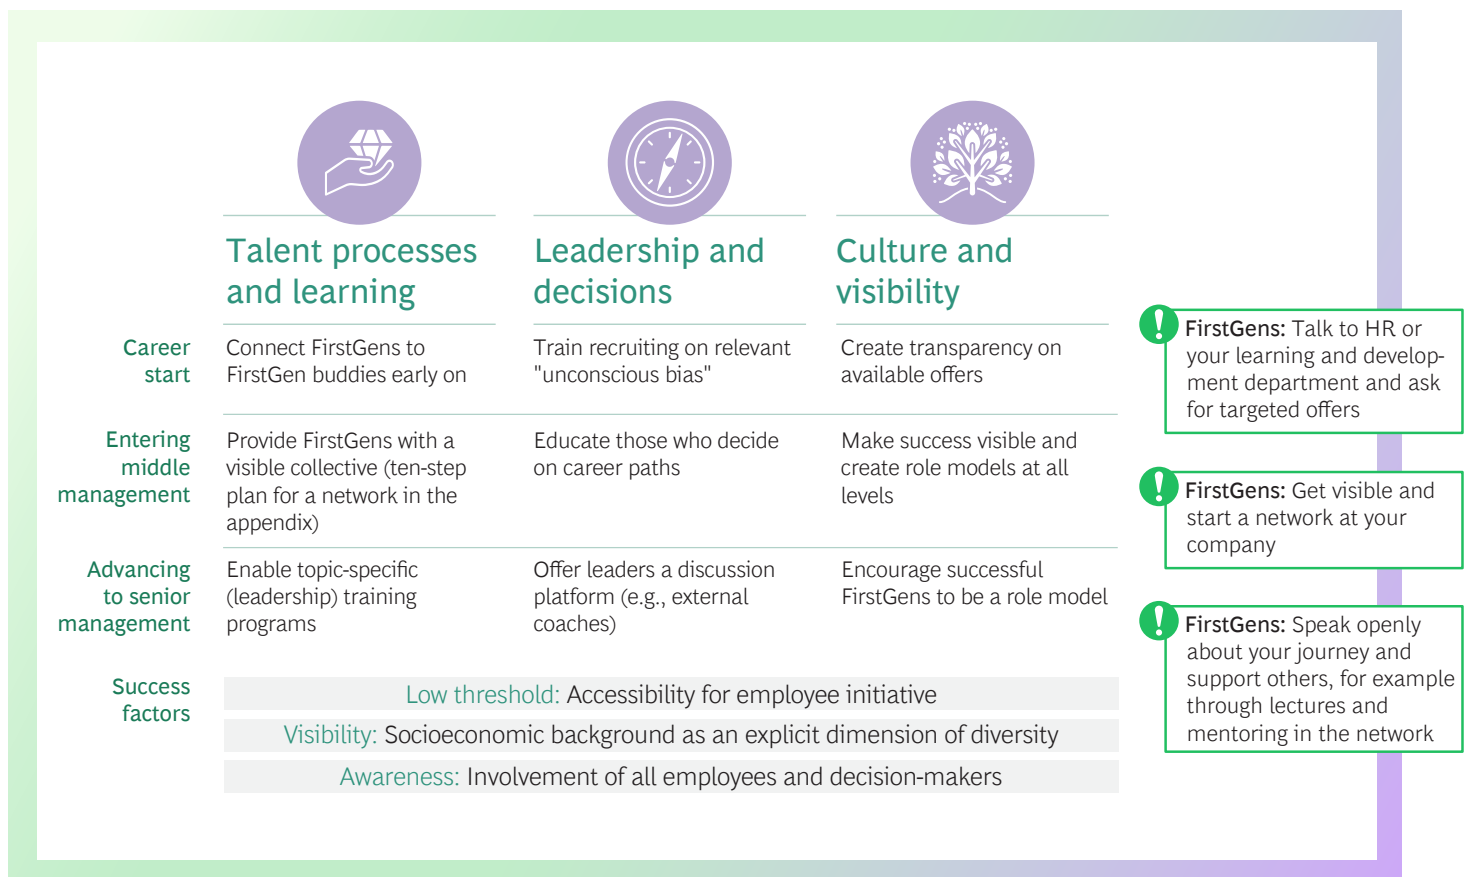 Talent processes
and learning
Leadership and
decisions
Culture and
visibility
Career
start
Connect FirstGens to
FirstGen buddies early on
Train recruiting on relevant
"unconscious bias"
Create transparency on
available offers
FirstGens: Talk to HR or
your learning and develop-
ment department and ask
for targeted offers
Entering
middle
management
Provide FirstGens with a
visible collective (ten-step
plan for a network in the
appendix)
Educate those who decide
on career paths
Make success visible and
create role models at all
levels
FirstGens: Get visible and
start a network at your
company
Advancing
to senior
management
Enable topic-specific
(leadership) training
programs
Offer leaders a discussion
platform (e.g., external
coaches)
Encourage successful
FirstGens to be a role model
FirstGens: Speak openly
about your journey and
support others, for example
through lectures and
mentoring in the network
Success
factors
Low threshold: Accessibility for employee initiative
Visibility: Socioeconomic background as an explicit dimension of diversity
Awareness: Involvement of all employees and decision-makers